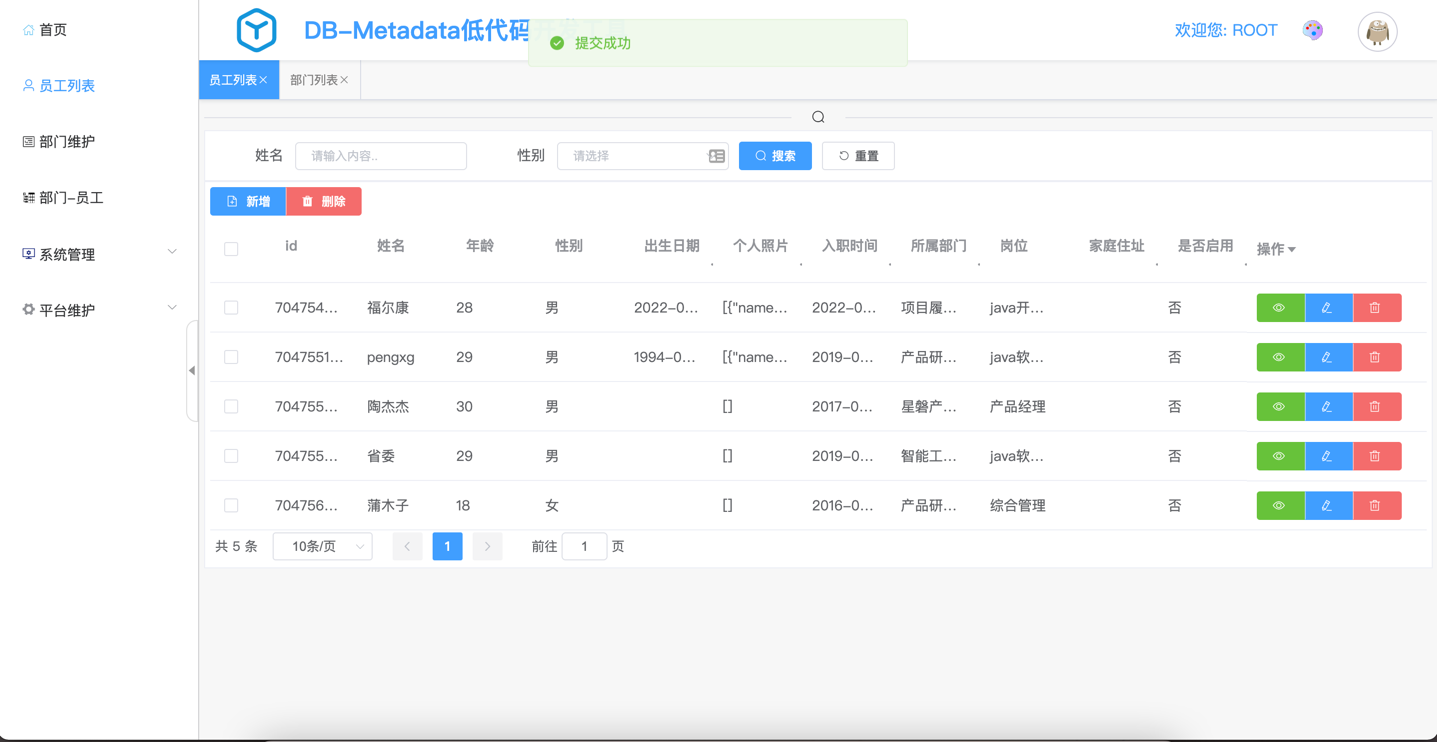 首页
员工列表
部门维护
部门-员工
系统管理
平台维护
DB-Metadata低代码
提交成功
欢迎您: ROOT
员工列表 部门列表
姓名 请输入内容.. 性别 请选择 搜索 重置
新增 删除
id 姓名 年龄 性别 出生日期 个人照片 入职时间 所属部门 岗位 家庭住址 是否启用 操作
704754... 福尔康 28 男 2022-0... [{"name... 2022-0... 项目履... java开... 否
7047551... pengxg 29 男 1994-0... [{"name... 2019-0... 产品研... java软... 否
704755... 陶杰杰 30 男 [] 2017-0... 星磐产... 产品经理 否
704755... 省委 29 男 [] 2019-0... 智能工... java软... 否
704756... 蒲木子 18 女 [] 2016-0... 产品研... 综合管理 否
共 5 条 10条/页 1 前往 1 页